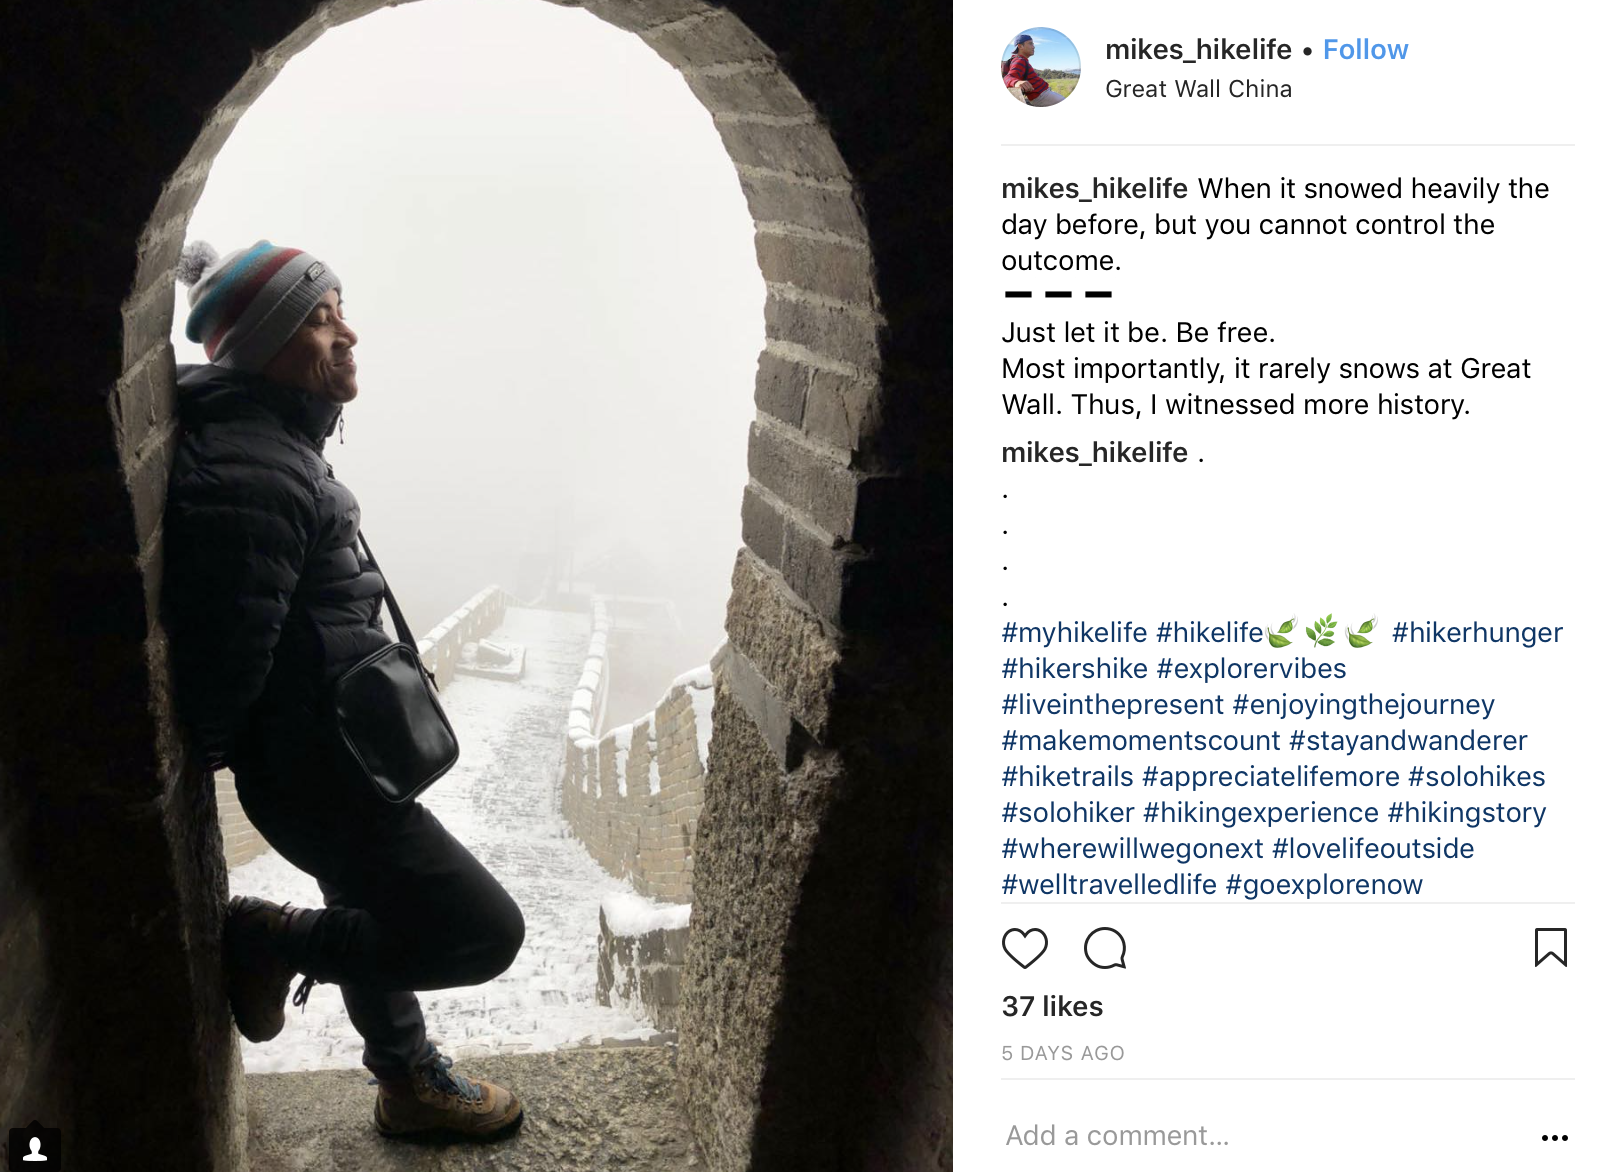 mikes_hikelife • Follow
Great Wall China
mikes_hikelife When it snowed heavily the
day before, but you cannot control the
outcome.
➖➖➖
Just let it be. Be free.
Most importantly, it rarely snows at Great
Wall. Thus, I witnessed more history.
mikes_hikelife .
.
.
.
.
#myhikelife #hikelife🍃🌿🍃 #hikerhunger
#hikershike #explorervibes
#liveinthepresent #enjoyingthejourney
#makemomentscount #stayandwanderer
#hiketrails #appreciatelifemore #solohikes
#solohiker #hikingexperience #hikingstory
#wherewillwegonext #lovelifeoutside
#welltravelledlife #goexplorenow
37 likes
5 DAYS AGO
Add a comment...